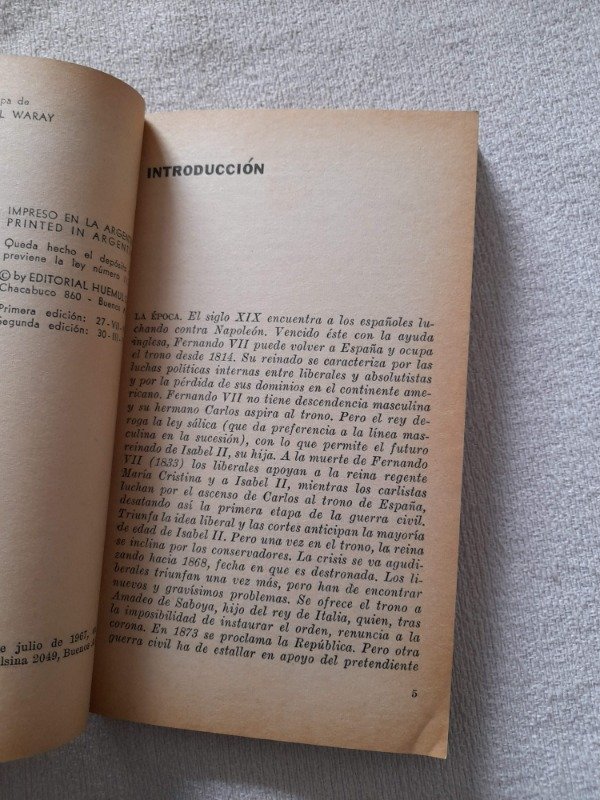 pa de
L WARAY
IMPRESO EN LA ARGENT
PRINTED IN ARGENT
Queda hecho el depósito
previene la ley número
© by EDITORIAL HUEMUL
Chacabuco 860 - Buenos
Primera edición: 27-VII-
Segunda edición: 30-III-
e julio de 1967,
lsina 2049, Buenos A
INTRODUCCIÓN
LA ÉPOCA. El siglo XIX encuentra a los españoles lu-
chando contra Napoleón. Vencido éste con la ayuda
inglesa, Fernando VII puede volver a España y ocupa
el trono desde 1814. Su reinado se caracteriza por las
luchas políticas internas entre liberales y absolutistas
y por la pérdida de sus dominios en el continente ame-
ricano. Fernando VII no tiene descendencia masculina
y su hermano Carlos aspira al trono. Pero el rey de-
roga la ley sálica (que da preferencia a la línea mas-
culina en la sucesión), con lo que permite el futuro
reinado de Isabel II, su hija. A la muerte de Fernando
VII (1833) los liberales apoyan a la reina regente
María Cristina y a Isabel II, mientras los carlistas
luchan por el ascenso de Carlos al trono de España,
desatando así la primera etapa de la guerra civil.
Triunfa la idea liberal y las cortes anticipan la mayoría
de edad de Isabel II. Pero una vez en el trono, la reina
se inclina por los conservadores. La crisis se va agudi-
zando hacia 1868, fecha en que es destronada. Los li-
berales triunfan una vez más, pero han de encontrar
nuevos y gravísimos problemas. Se ofrece el trono a
Amadeo de Saboya, hijo del rey de Italia, quien, tras
la imposibilidad de instaurar el orden, renuncia a la
corona. En 1873 se proclama la República. Pero otra
guerra civil ha de estallar en apoyo del pretendiente
5